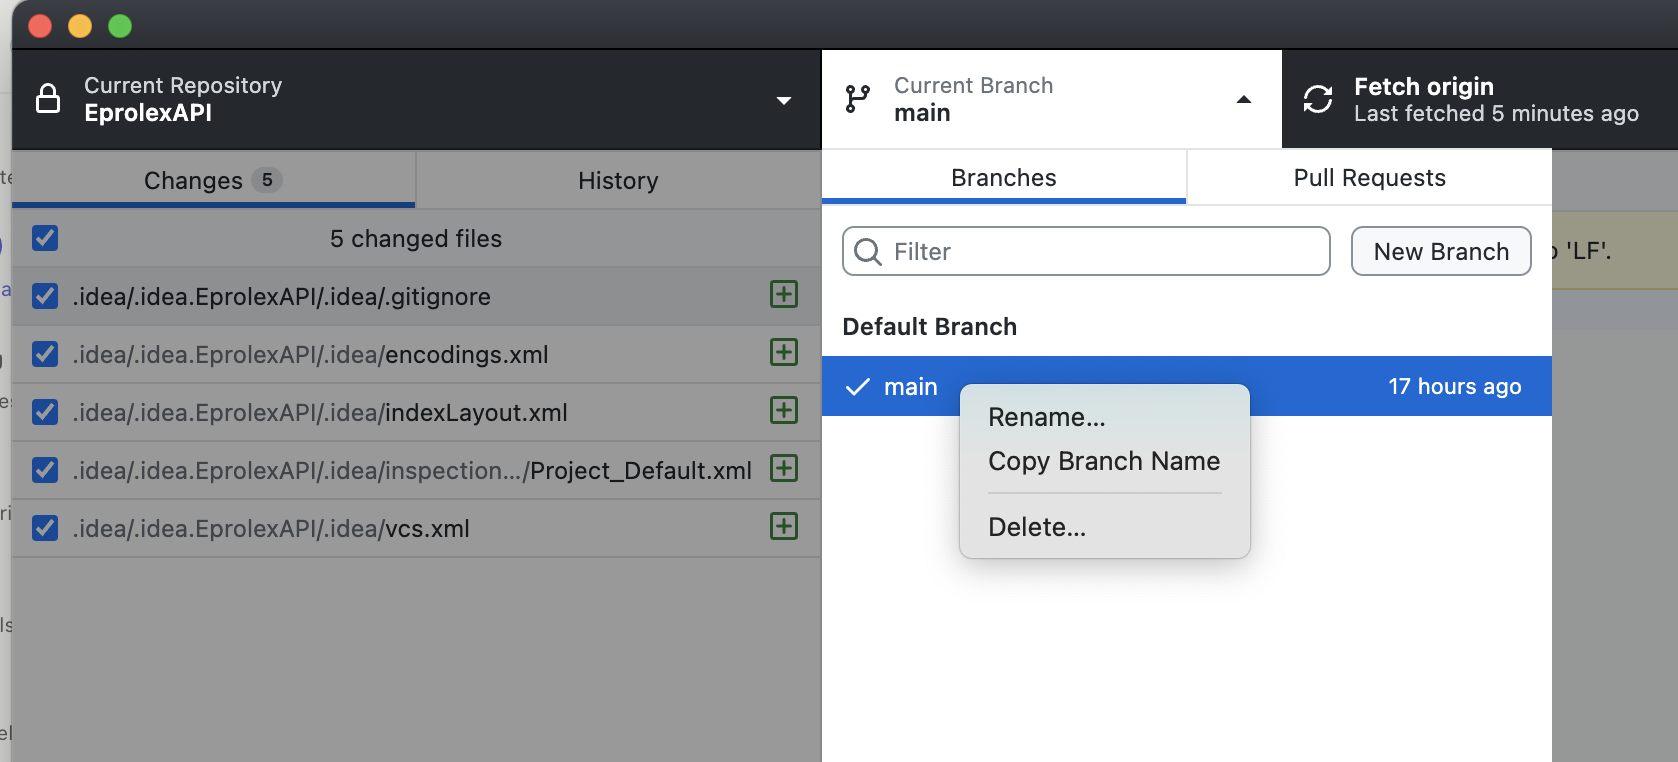 Current Repository
EprolexAPI
Current Branch
main
Fetch origin
Last fetched 5 minutes ago
Changes 5
History
5 changed files
.idea/.idea.EprolexAPI/.idea/.gitignore
.idea/.idea.EprolexAPI/.idea/encodings.xml
.idea/.idea.EprolexAPI/.idea/indexLayout.xml
.idea/.idea.EprolexAPI/.idea/inspection.../Project_Default.xml
.idea/.idea.EprolexAPI/.idea/vcs.xml
Branches
Pull Requests
Filter
New Branch
Default Branch
main
17 hours ago
Rename...
Copy Branch Name
Delete...
'LF'.